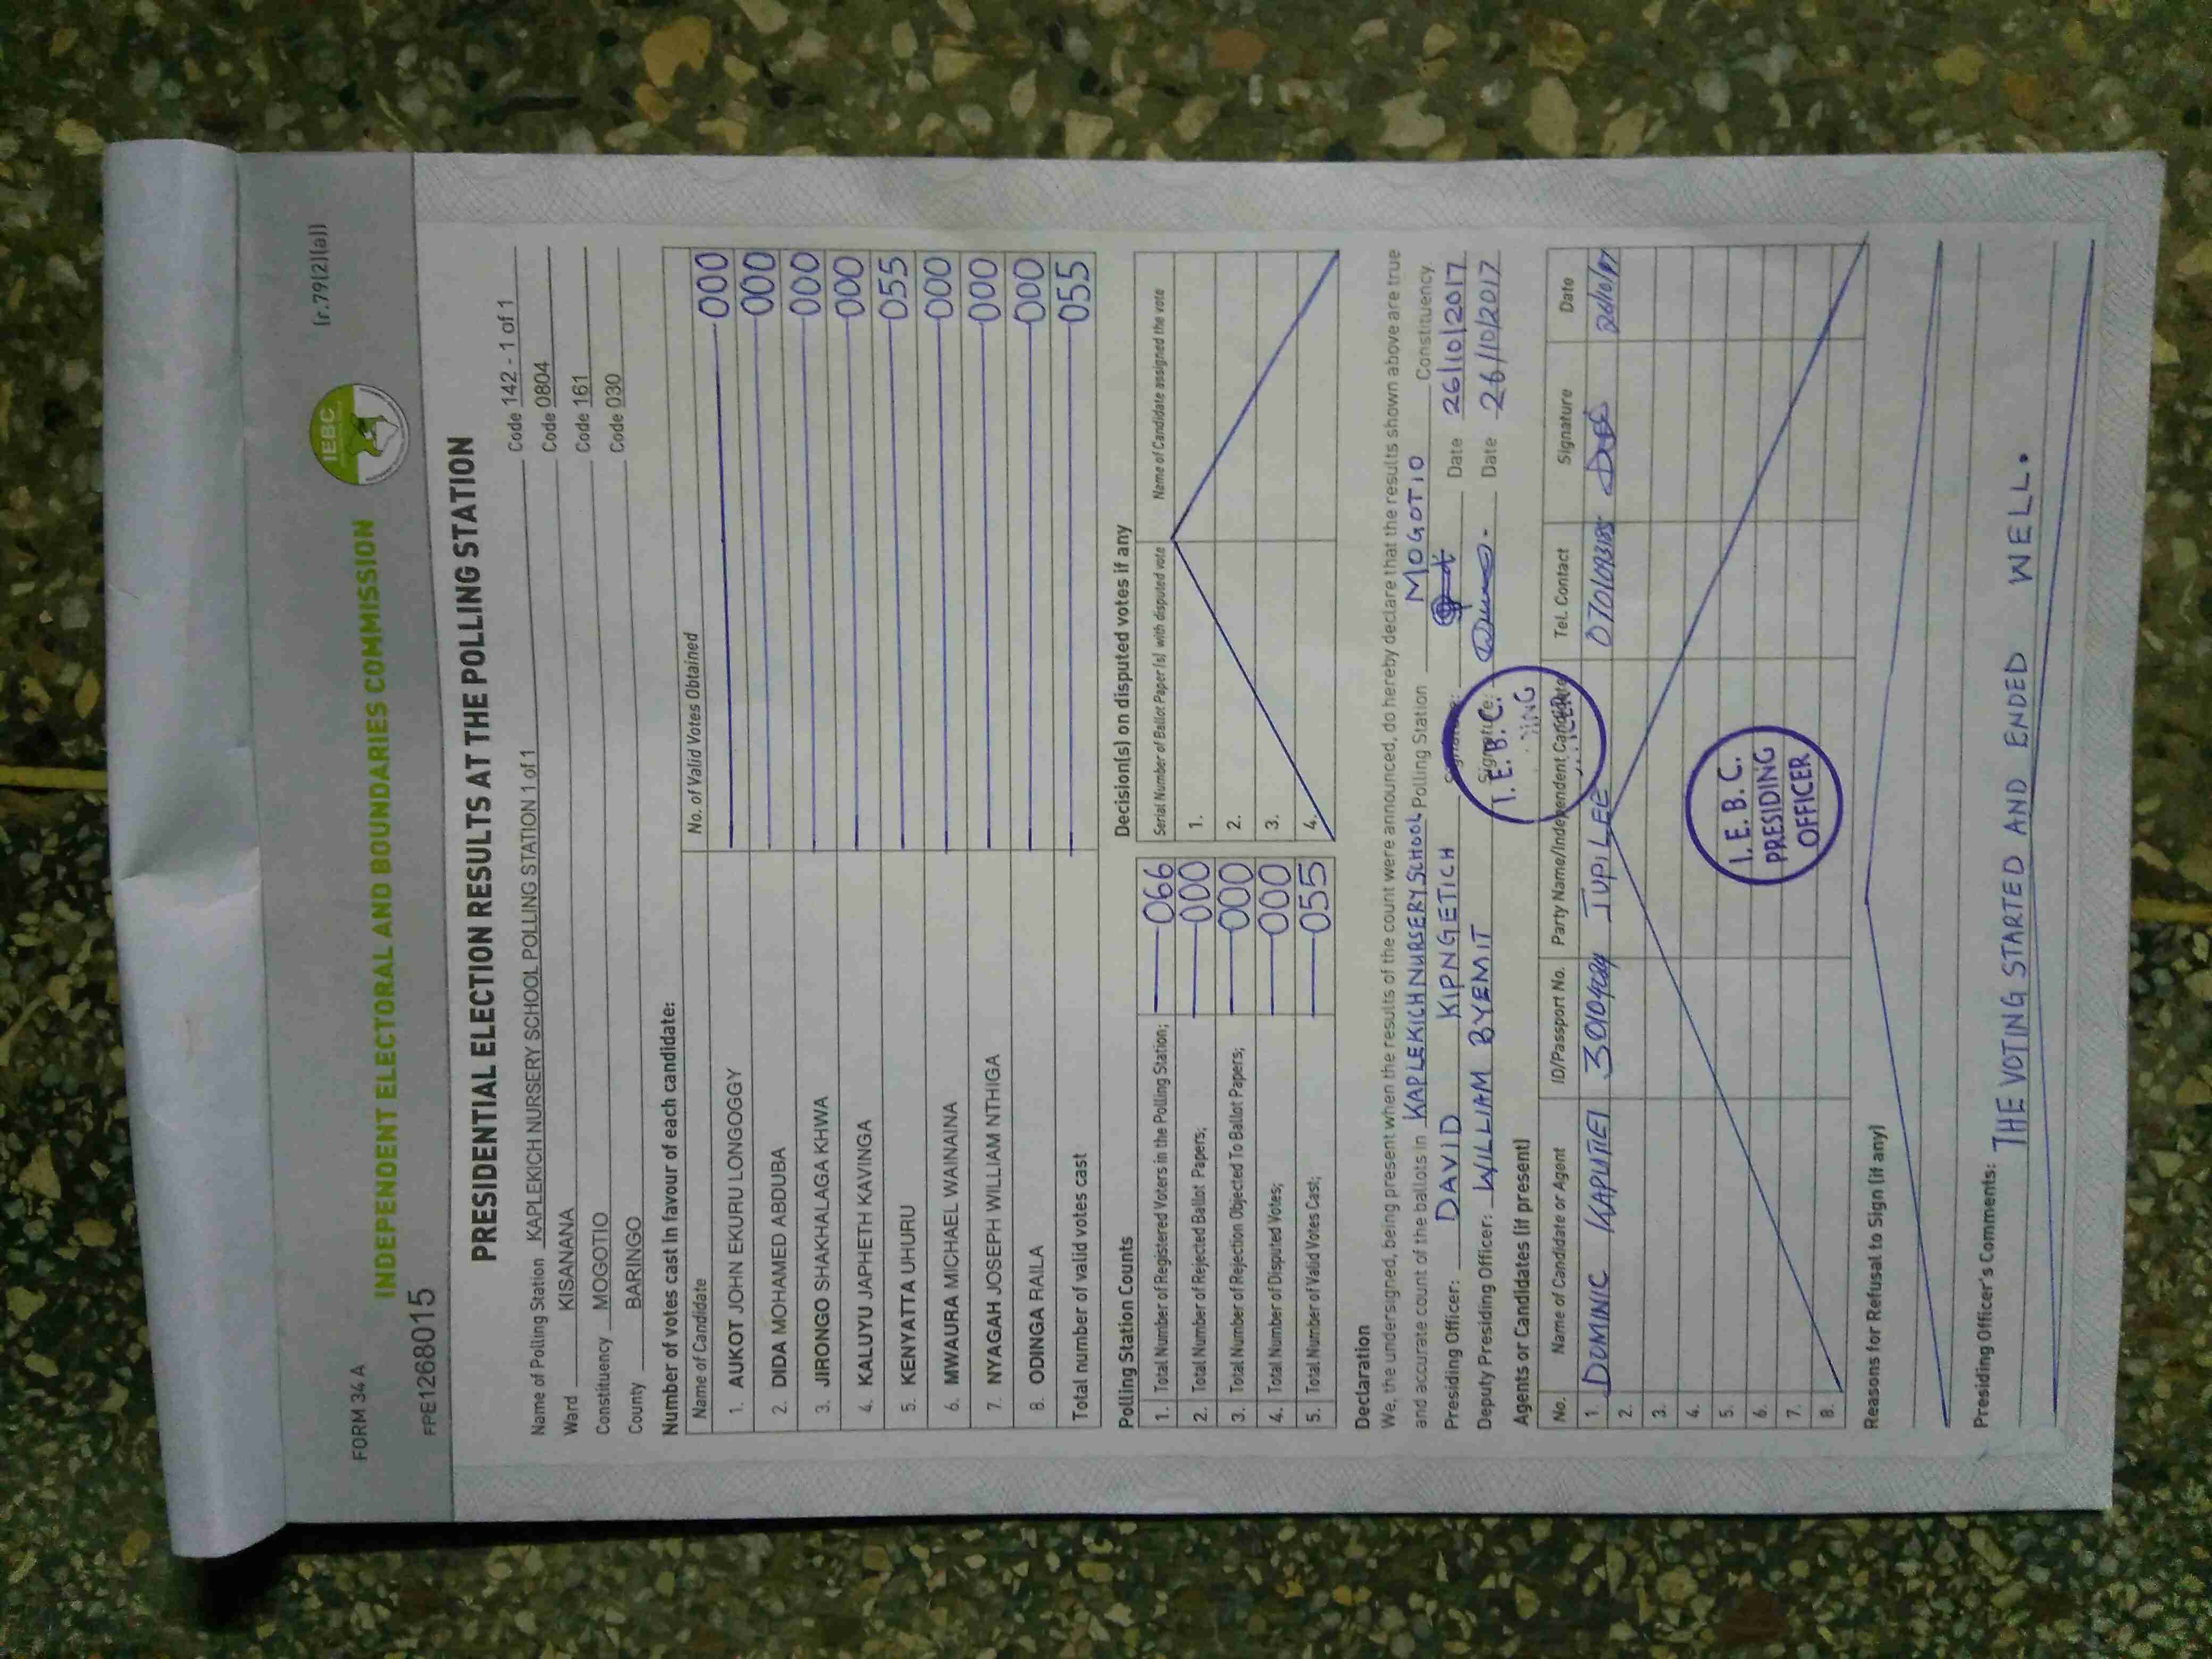 FORM 34 A
(r.79(2)(a))
INDEPENDENT ELECTORAL AND BOUNDARIES COMMISSION
IEBC
FPE1268015
PRESIDENTIAL ELECTION RESULTS AT THE POLLING STATION
Name of Polling Station KAPLEKICH NURSERY SCHOOL POLLING STATION 1 of 1 Code 142 - 1 of 1
Ward KISANANA Code 0804
Constituency MOGOTIO Code 161
County BARINGO Code 030
Number of votes cast in favour of each candidate:
Name of Candidate No. of Valid Votes Obtained
1. AUKOT JOHN EKURU LONGOGGY 000
2. DIDA MOHAMED ABDUBA 000
3. JIRONGO SHAKHALAGA KHWA 000
4. KALUYU JAPHETH KAVINGA 000
5. KENYATTA UHURU 055
6. MWAURA MICHAEL WAINAINA 000
7. NYAGAH JOSEPH WILLIAM NTHIGA 000
8. ODINGA RAILA 000
Total number of valid votes cast 055
Polling Station Counts
1. Total Number of Registered Voters in the Polling Station; 066
2. Total Number of Rejected Ballot Papers; 000
3. Total Number of Rejection Objected To Ballot Papers; 000
4. Total Number of Disputed Votes; 000
5. Total Number of Valid Votes Cast; 055
Decision(s) on disputed votes if any
Serial Number of Ballot Paper (s) with disputed vote Name of Candidate assigned the vote
1.
2.
3.
4.
Declaration
We, the undersigned, being present when the results of the count were announced, do hereby declare that the results shown above are true
and accurate count of the ballots in KAPLEKICH NURSERY SCHOOL Polling Station MOGOTIO Constituency.
Presiding Officer: DAVID KIPNGETICH Signature: Date 26/10/2017
Deputy Presiding Officer: WILLIAM BYEMIT Signature: Date 26/10/2017
I.E.B.C.
Agents or Candidates (if present)
No. Name of Candidate or Agent ID/Passport No. Party Name/Independent Candidate Tel. Contact Signature Date
1. DOMINIC KAPUTIEI JUPILEE
2.
3.
4.
5.
6.
7.
8.
I.E.B.C.
PRESIDING
OFFICER
Reasons for Refusal to Sign (if any)
Presiding Officer's Comments: THE VOTING STARTED AND ENDED WELL.